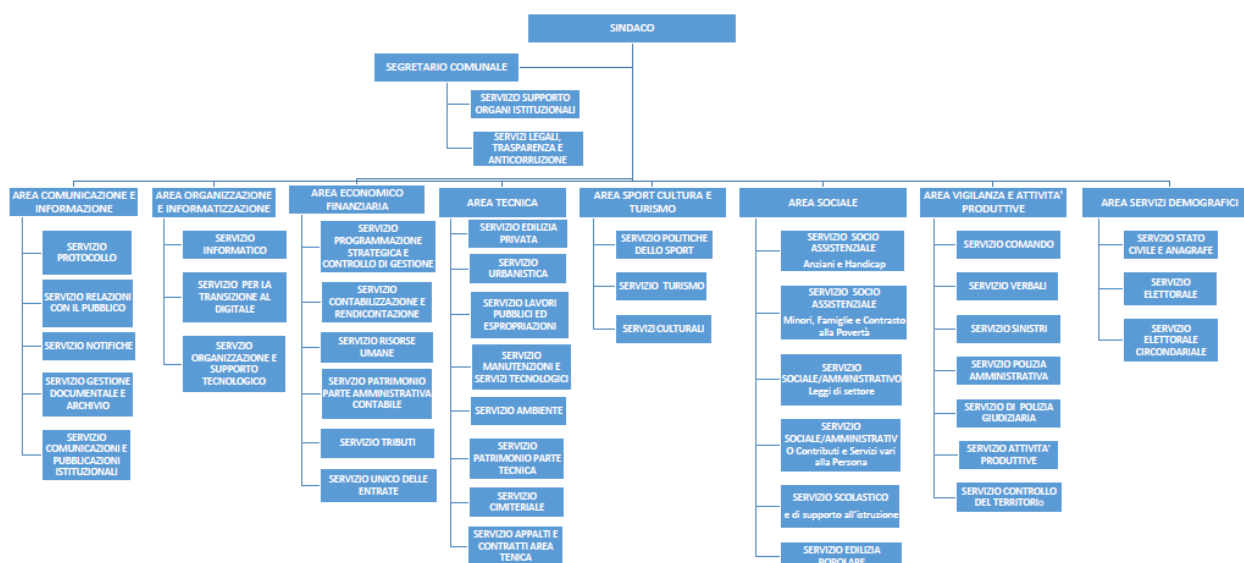 SINDACO
SEGRETARIO COMUNALE
SERVIIZO SUPPORTO
ORGANI ISTITUZIONALI
SERVIZI LEGALI,
TRASPARENZA E
ANTICORRUZIONE
AREA COMUNICAZIONE E
INFORMAZIONE
SERVIZIO
PROTOCOLLO
SERVIZIO RELAZIONI
CON IL PUBBLICO
SERVIZIO NOTIFICHE
SERVIZIO GESTIONE
DOCUMENTALE E
ARCHIVIO
SERVIZIO
COMUNICAZIONI E
PUBBLICAZIONI
ISTITUZIONALI
AREA ORGANIZZAZIONE
E INFORMATIZZAZIONE
SERVIZIO
INFORMATICO
SERVIZIO PER LA
TRANSIZIONE AL
DIGITALE
SERVZIO
ORGANIZZAZIONE E
SUPPORTO
TECNOLOGICO
AREA ECONOMICO
FINANZIARIA
SERVIZIO
PROGRAMMAZIONE
STRATEGICA E
CONTROLLO DI GESTIONE
SERVIZIO
CONTABILIZZAZIONE E
RENDICONTAZIONE
SERVIZIO RISORSE
UMANE
SERVIZIO PATRIMONIO
PARTE AMMINISTRATIVA
CONTABILE
SERVIZIO TRIBUTI
SERVIZIO UNICO DELLE
ENTRATE
AREA TECNICA
SERVIZIO EDILIZIA
PRIVATA
SERVIZIO
URBANISTICA
SERVIZIO LAVORI
PUBBLICI ED
ESPROPRIAZIONI
SERVIZIO
MANUTENZIONI E
SERVIZI TECNOLOGICI
SERVIZIO AMBIENTE
SERVIZIO
PATRIMONIO PARTE
TECNICA
SERVIZIO
CIMITERIALE
SERVIZIO APPALTI E
CONTRATTI AREA
TENICA
AREA SPORT CULTURA E
TURISMO
SERVIZIO POLITICHE
DELLO SPORT
SERVIZIO TURISMO
SERVIZI CULTURALI
AREA SOCIALE
SERVIZIO SOCIO
ASSISTENZIALE
Anziani e Handicap
SERVIZIO SOCIO
ASSISTENZIALE
Minori, Famiglie e Contrasto
alla Povertà
SERVIZIO
SOCIALE/AMMINISTRATIVO
Leggi di settore
SERVIZIO
SOCIALE/AMMINISTRATIV
O Contributi e Servizi vari
alla Persona
SERVIZIO SCOLASTICO
e di supporto all'istruzione
SERVIZIO EDILIZIA
POPOLARE
AREA VIGILANZA E ATTIVITA'
PRODUTTIVE
SERVIZIO COMANDO
SERVIZIO VERBALI
SERVIZIO SINISTRI
SERVIZIO POLIZIA
AMMINISTRATIVA
SERVIZIO DI POLIZIA
GIUDIZIARIA
SERVIZIO ATTIVITA'
PRODUTTIVE
SERVIZIO CONTROLLO
DEL TERRITORIo
AREA SERVIZI DEMOGRAFICI
SERVIZIO STATO
CIVILE E ANAGRAFE
SERVIZIO
ELETTORALE
SERVIZIO
ELETTORALE
CIRCONDARIALE